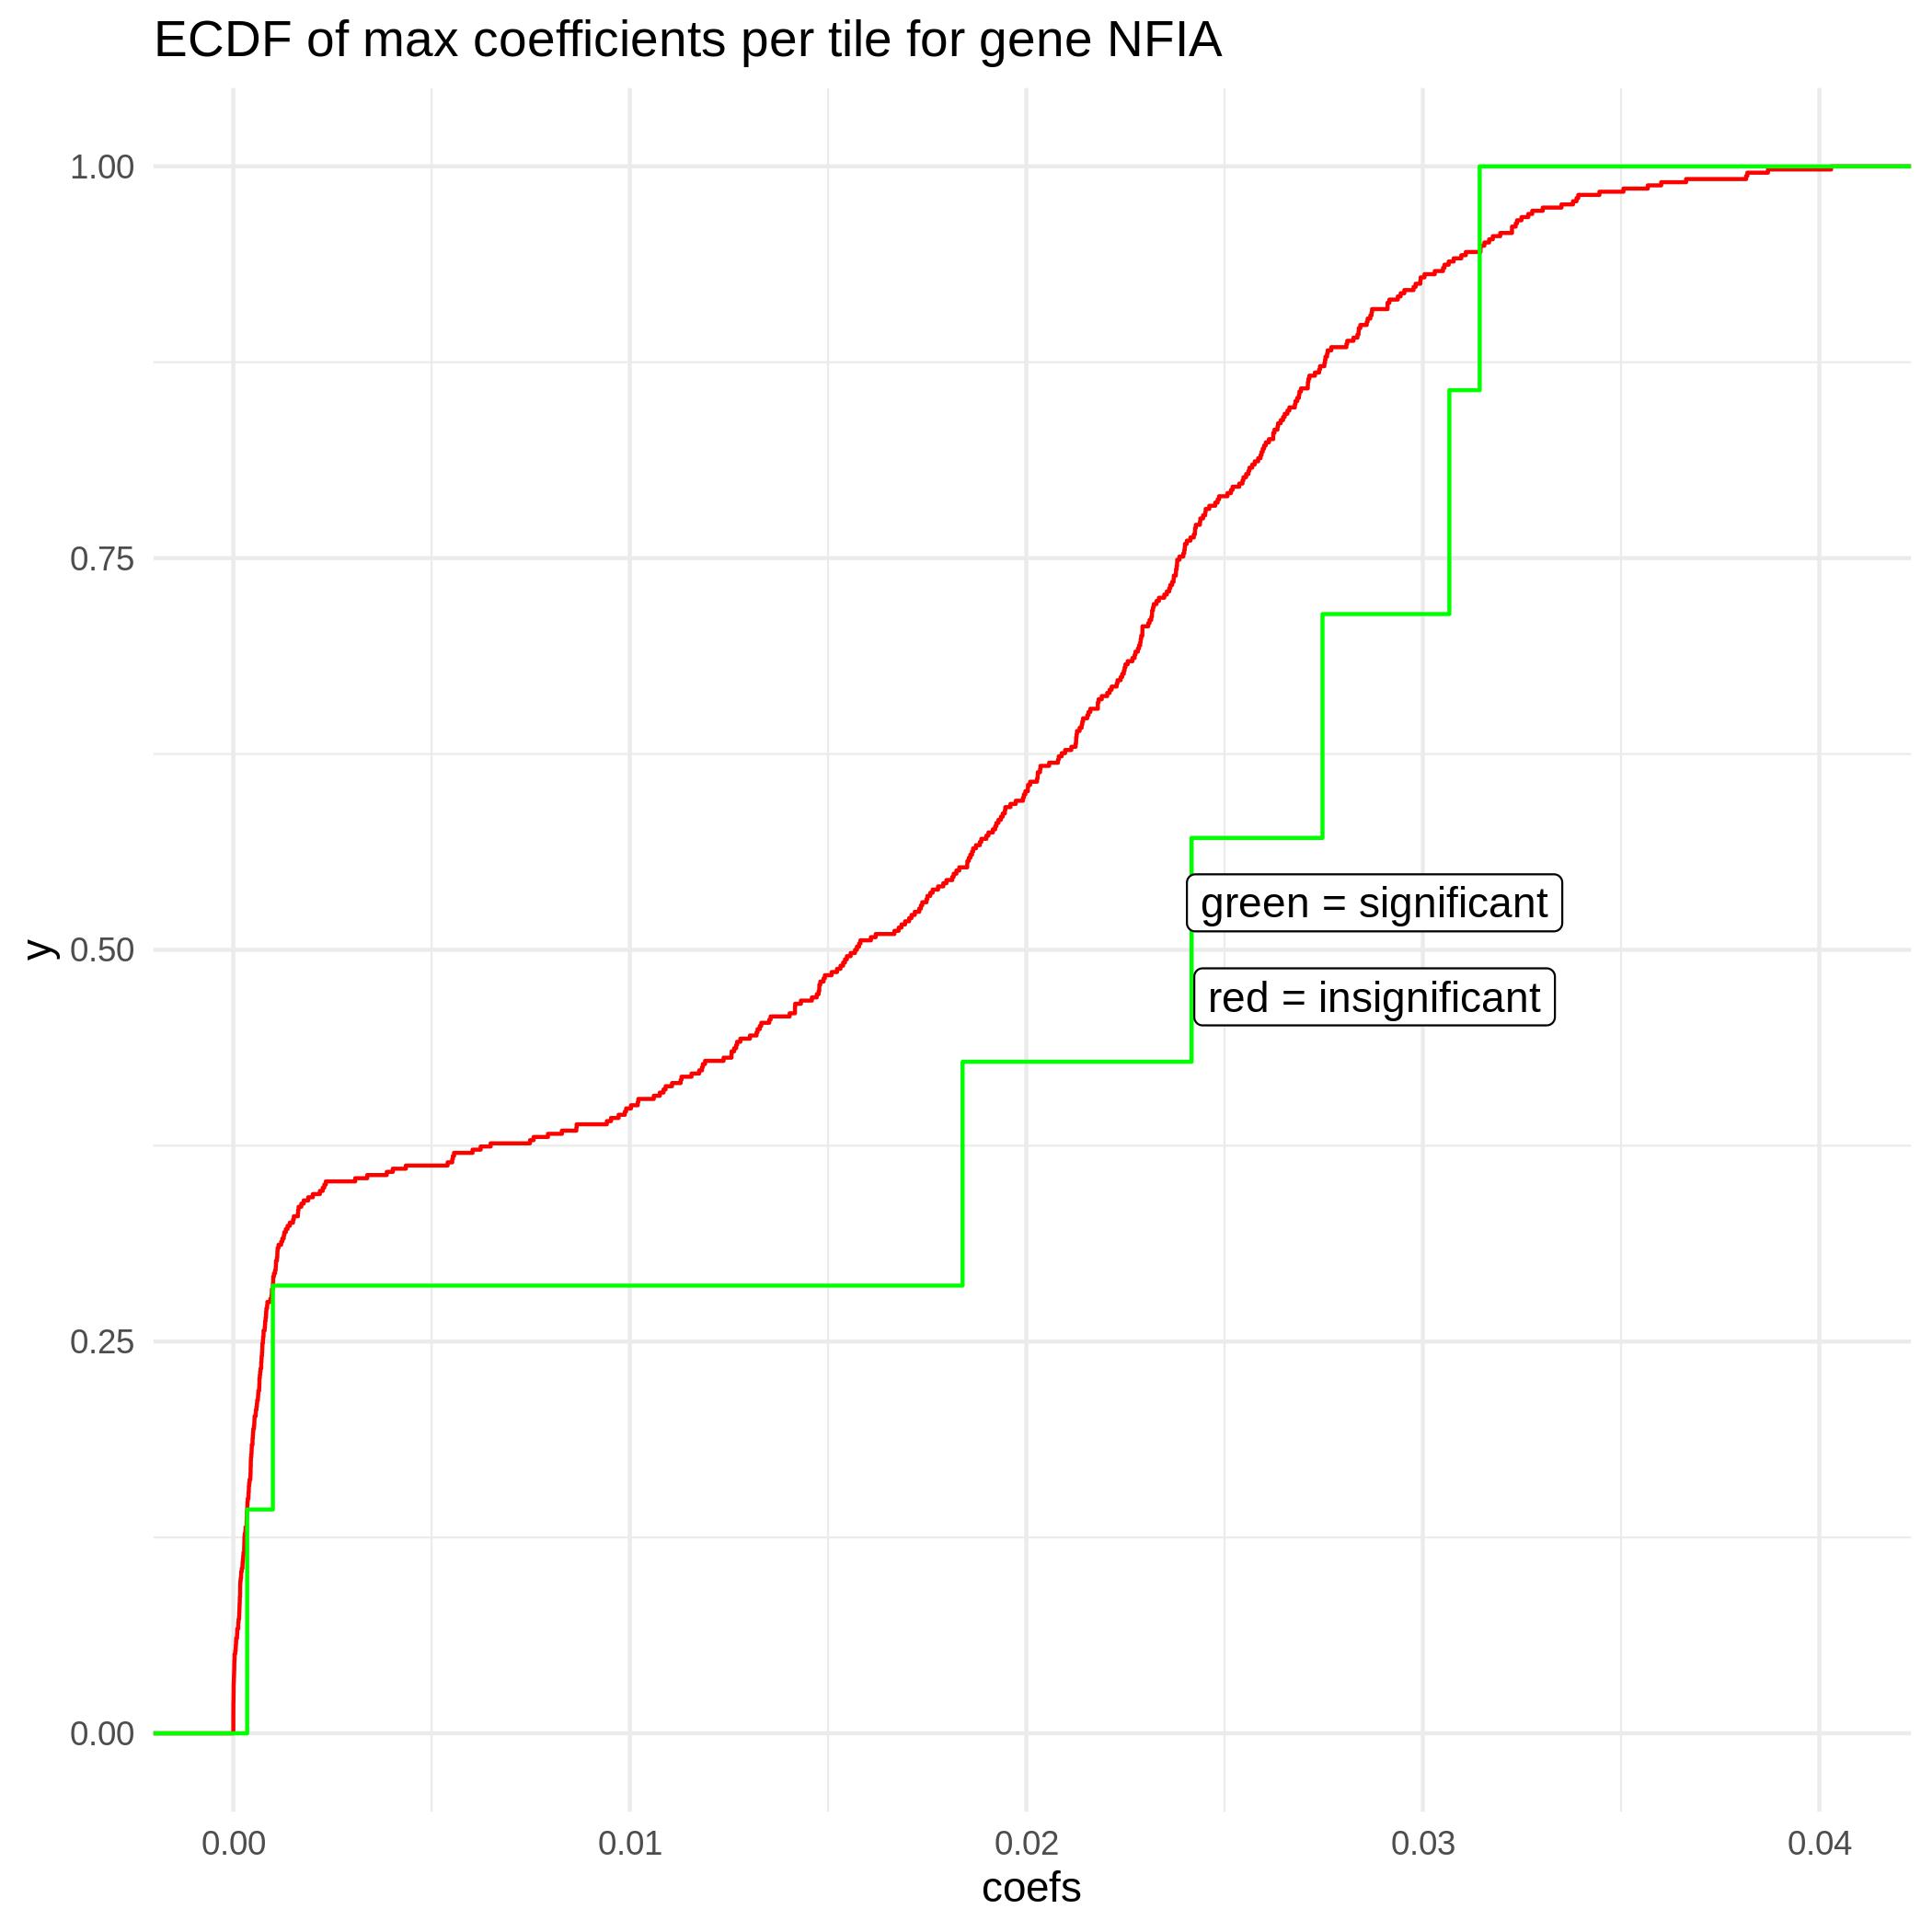 ECDF of max coefficients per tile for gene NFIA
1.00
0.75
0.50
0.25
0.00
y
green = significant
red = insignificant
0.00 0.01 0.02 0.03 0.04
coefs